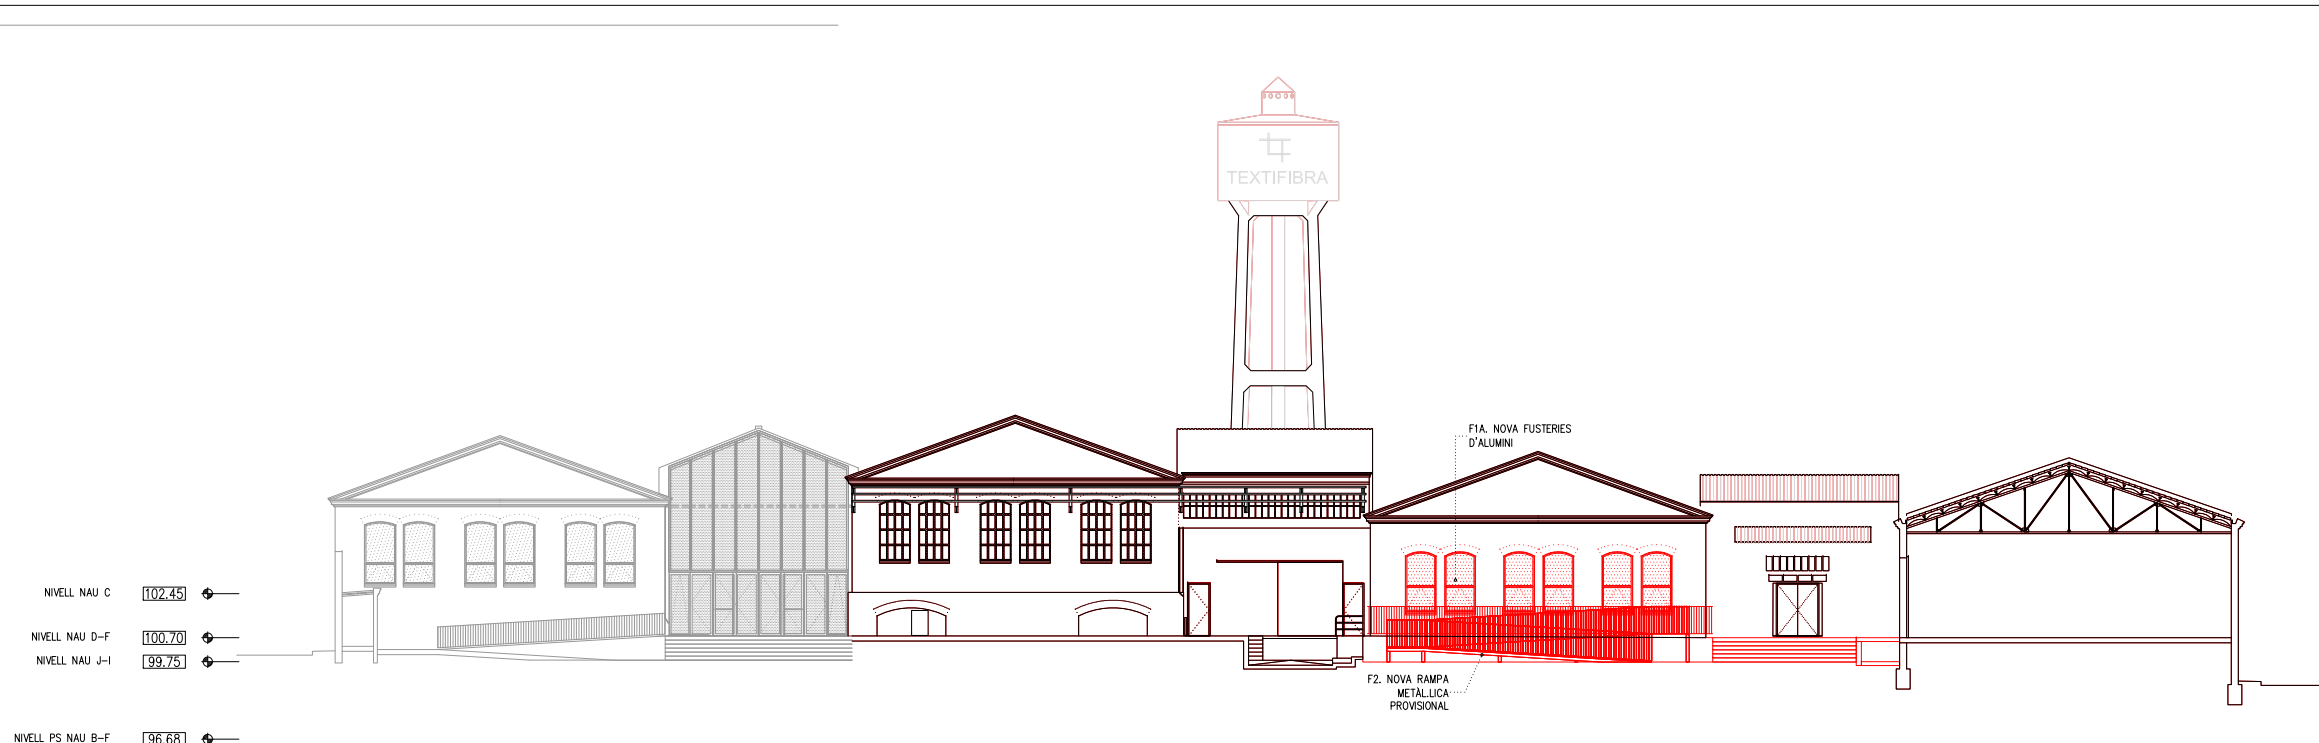 TEXTIFIBRA
F1A. NOVA FUSTERIES
D'ALUMINI
NIVELL NAU C 102.45
NIVELL NAU D-F 100.70
NIVELL NAU J-I 99.75
F2. NOVA RAMPA
METÀL.LICA
PROVISIONAL
NIVELL PS NAU B-F 96.68